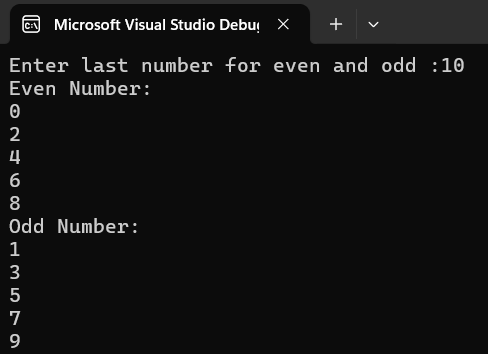 Microsoft Visual Studio Debug
Enter last number for even and odd :10
Even Number:
0
2
4
6
8
Odd Number:
1
3
5
7
9